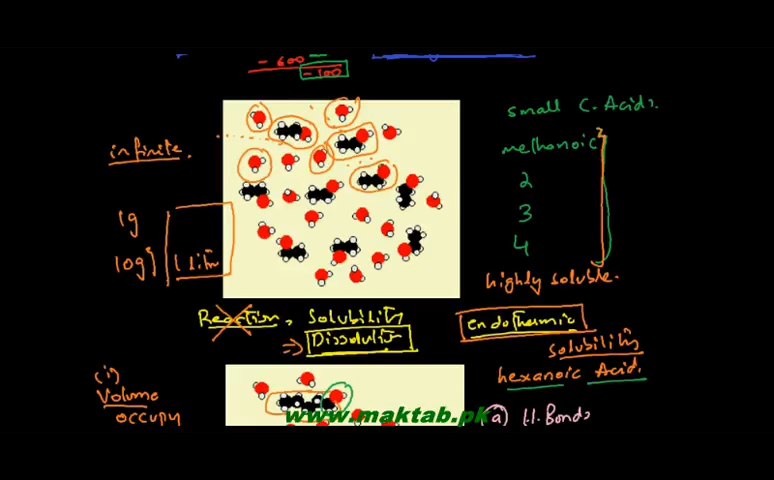 - 600
- 100
small C. Acids.
methanoic
infinite.
2
3
1g
4
10g
1 litre
highly soluble.
Reaction, Solubility
endothermic
Dissolution
solubility
(i)
hexanoic Acid.
Volume
occupy
www.maktab.pk
(a) H. Bonds